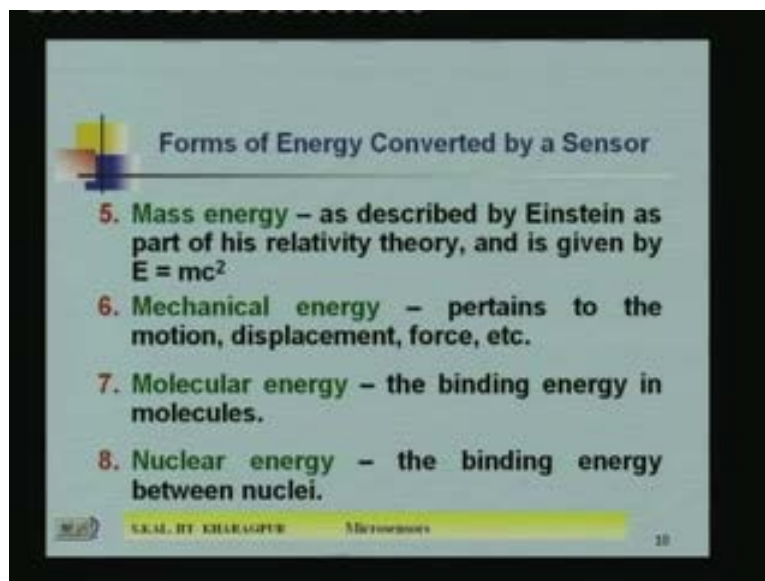 Forms of Energy Converted by a Sensor
5. Mass energy – as described by Einstein as
part of his relativity theory, and is given by
E = mc²
6. Mechanical energy – pertains to the
motion, displacement, force, etc.
7. Molecular energy – the binding energy in
molecules.
8. Nuclear energy – the binding energy
between nuclei.
IIT KHARAGPUR Microsensors
10